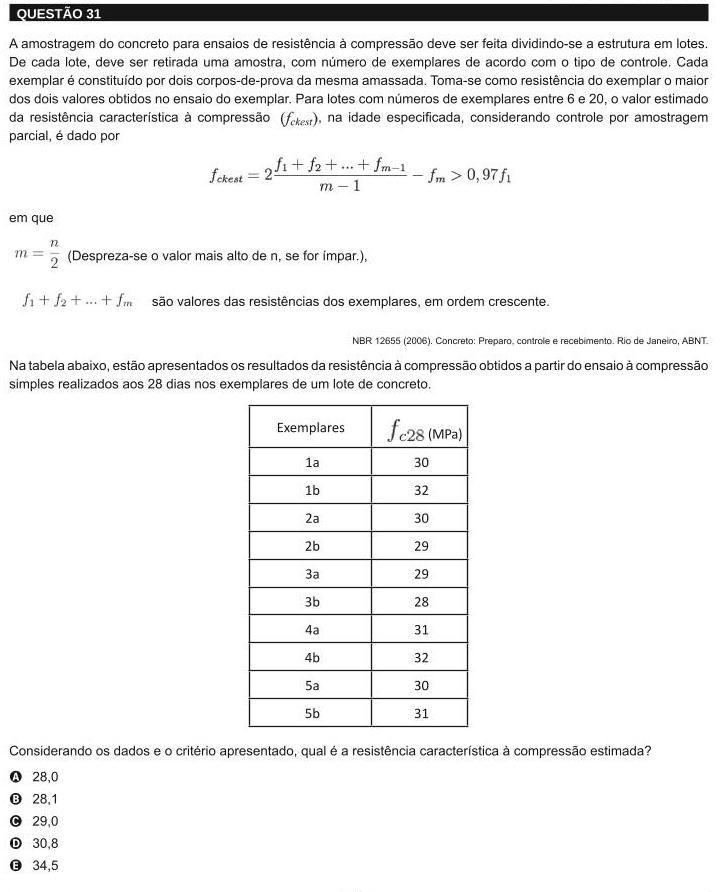 QUESTÃO 31
A amostragem do concreto para ensaios de resistência à compressão deve ser feita dividindo-se a estrutura em lotes.
De cada lote, deve ser retirada uma amostra, com número de exemplares de acordo com o tipo de controle. Cada
exemplar é constituído por dois corpos-de-prova da mesma amassada. Toma-se como resistência do exemplar o maior
dos dois valores obtidos no ensaio do exemplar. Para lotes com números de exemplares entre 6 e 20, o valor estimado
da resistência característica à compressão (f_{ckest}), na idade especificada, considerando controle por amostragem
parcial, é dado por
f_{ckest} = 2 \frac{f_1 + f_2 + ... + f_{m-1}}{m - 1} - f_m > 0,97 f_1
em que
m = \frac{n}{2} (Despreza-se o valor mais alto de n, se for ímpar.),
f_1 + f_2 + ... + f_m são valores das resistências dos exemplares, em ordem crescente.
NBR 12655 (2006). Concreto: Preparo, controle e recebimento. Rio de Janeiro, ABNT.
Na tabela abaixo, estão apresentados os resultados da resistência à compressão obtidos a partir do ensaio à compressão
simples realizados aos 28 dias nos exemplares de um lote de concreto.
Exemplares f_{c28} (MPa)
1a 30
1b 32
2a 30
2b 29
3a 29
3b 28
4a 31
4b 32
5a 30
5b 31
Considerando os dados e o critério apresentado, qual é a resistência característica à compressão estimada?
A 28,0
B 28,1
C 29,0
D 30,8
E 34,5